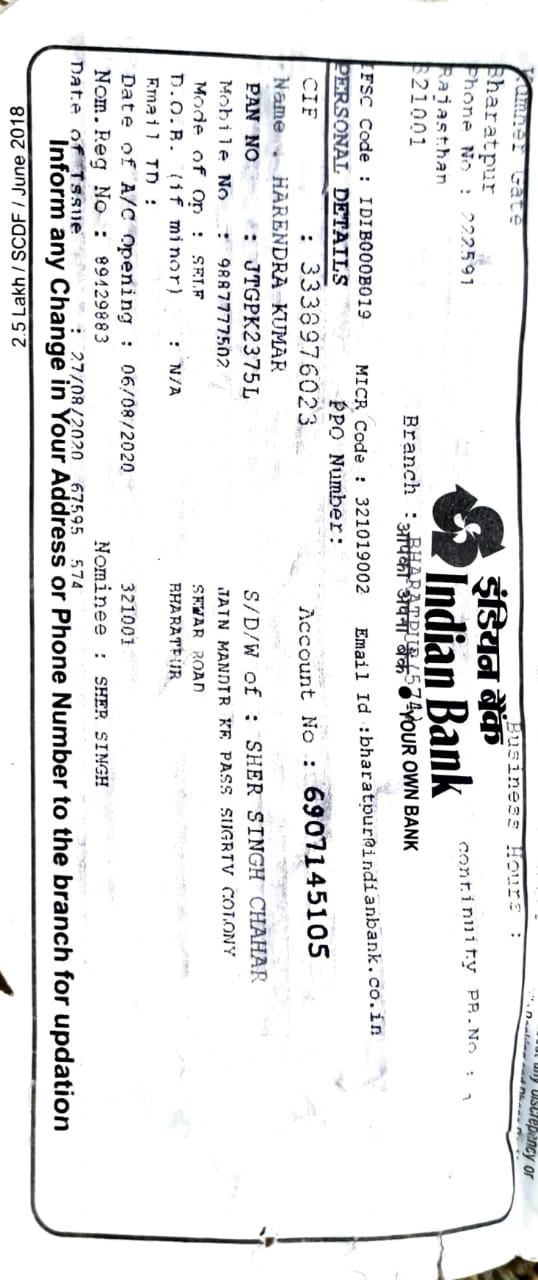 Kumher Gate
Bharatpur
Phone No : 222591
Rajasthan
321001
Business Hours :
continuity PB.No : 1
इंडियन बैंक
Indian Bank
आपका अपना बैंक ● YOUR OWN BANK
Branch : BHARATPUR(574)
IFSC Code : IDIB000B019 MICR Code : 321019002 Email Id :bharatpur@indianbank.co.in
PERSONAL DETAILS PPO Number:
CIF : 3338976023 Account No : 6907145105
Name : HARENDRA KUMAR S/D/W of : SHER SINGH CHAHAR
PAN NO : JTGPK2375L JAIN MANDIR KE PASS SUGRIV COLONY
Mobile No : 9887777502 SEWAR ROAD
Mode of Op : SELF BHARATPUR
D.O.B. (if minor) : N/A
Email ID :
Date of A/C Opening : 06/08/2020 321001
Nom.Reg No : 89429883 Nominee : SHER SINGH
Date of Issue : 27/08/2020 67595 574
Inform any Change in Your Address or Phone Number to the branch for updation
2.5 Lakh / SCDF / June 2018
any discrepancy or